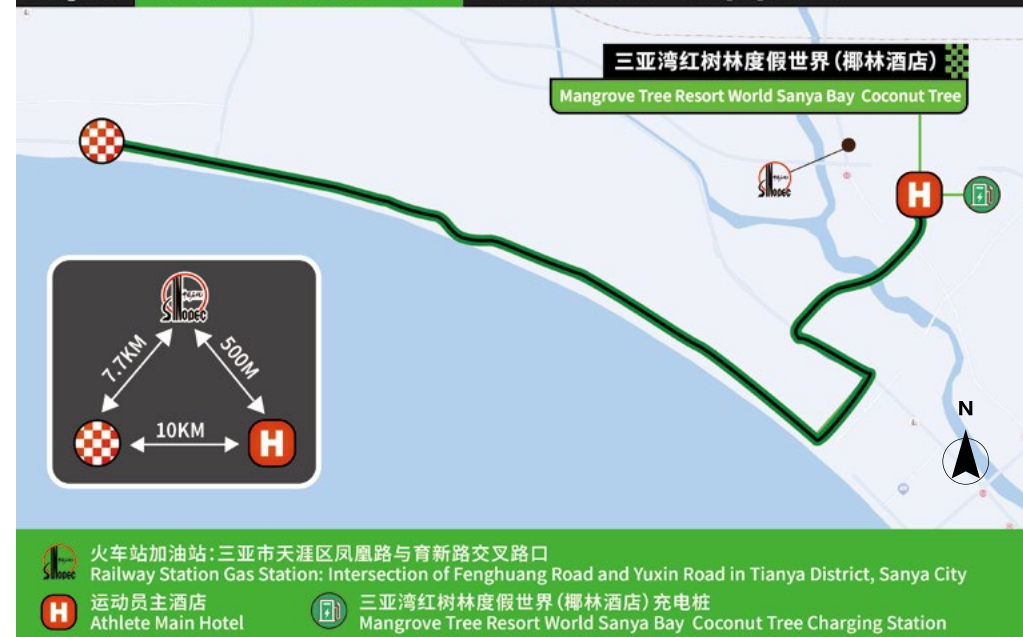 三亚湾红树林度假世界（椰林酒店）
Mangrove Tree Resort World Sanya Bay Coconut Tree
SINOPEC
H
SINOPEC
7.7KM
500M
10KM
H
N
SINOPEC
火车站加油站：三亚市天涯区凤凰路与育新路交叉路口
Railway Station Gas Station: Intersection of Fenghuang Road and Yuxin Road in Tianya District, Sanya City
H
运动员主酒店
Athlete Main Hotel
三亚湾红树林度假世界（椰林酒店）充电桩
Mangrove Tree Resort World Sanya Bay Coconut Tree Charging Station